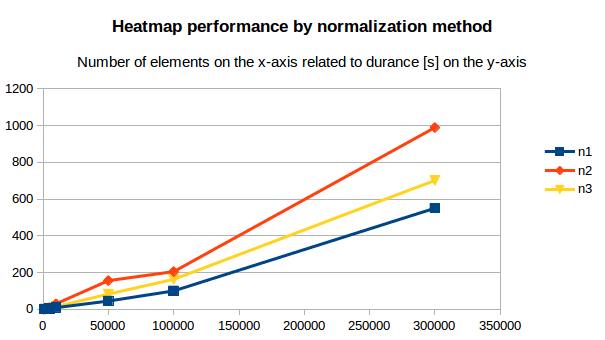 Heatmap performance by normalization method
Number of elements on the x-axis related to durance [s] on the y-axis
1200
1000
800
600
400
200
0
0 50000 100000 150000 200000 250000 300000 350000
n1
n2
n3